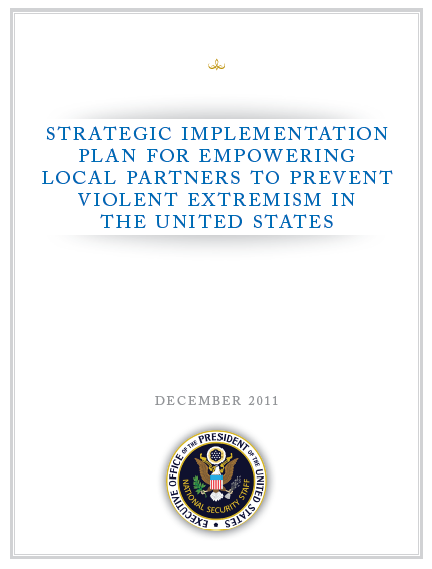 STRATEGIC IMPLEMENTATION
PLAN FOR EMPOWERING
LOCAL PARTNERS TO PREVENT
VIOLENT EXTREMISM IN
THE UNITED STATES
DECEMBER 2011
EXECUTIVE OFFICE OF THE PRESIDENT OF THE UNITED STATES
NATIONAL SECURITY STAFF